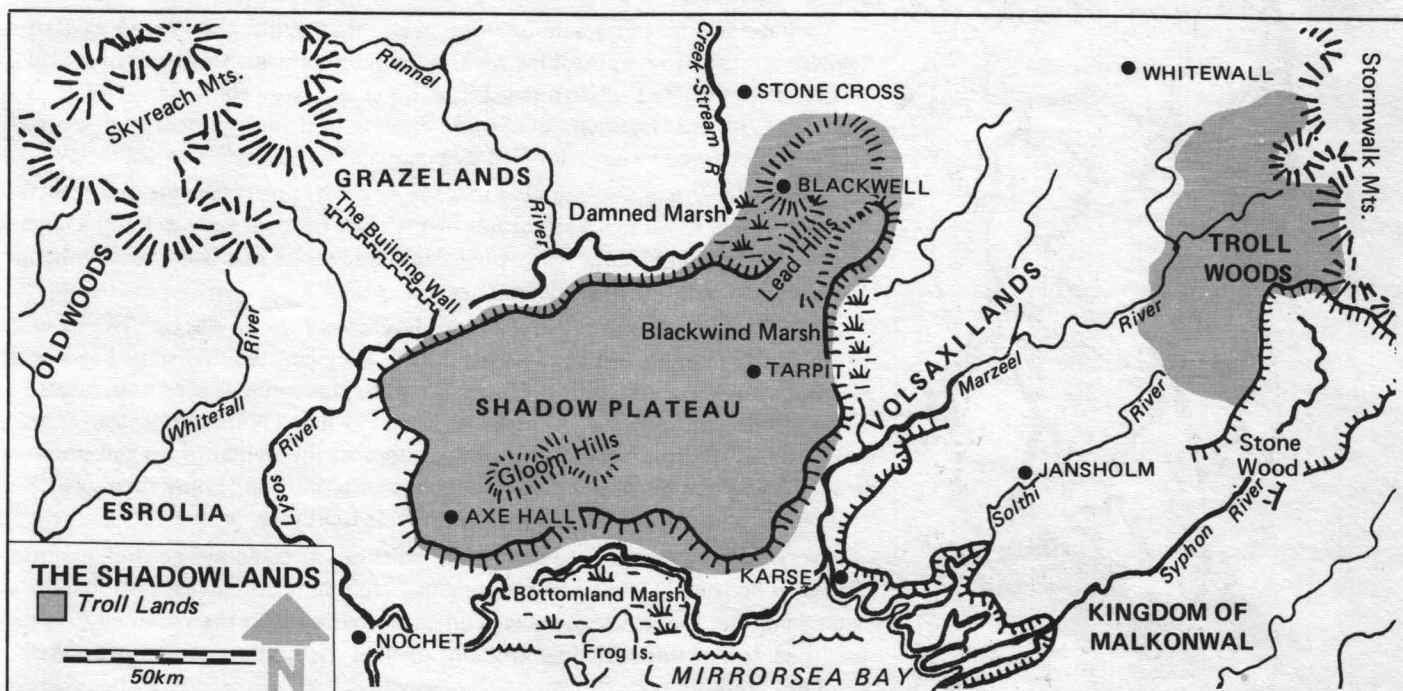 WHITEWALL
Creek-Stream R
STONE CROSS
Runnel
River
Skyreach Mts.
Stormwalk Mts.
GRAZELANDS
BLACKWELL
Damned Marsh
The Building Wall
Lead Hills
TROLL
WOODS
OLD WOODS
River
Whitefall
Blackwind Marsh
VOLSAXI LANDS
River
Marzeel
TARPIT
SHADOW PLATEAU
River
Solthi
Gloom Hills
Stone
Wood
JANSHOLM
River
Lysos
ESROLIA
AXE HALL
River
Syphon
KARSE
THE SHADOWLANDS
Troll Lands
N
50km
Bottomland Marsh
NOCHET
Frog Is.
KINGDOM OF
MALKONWAL
MIRRORSEA BAY